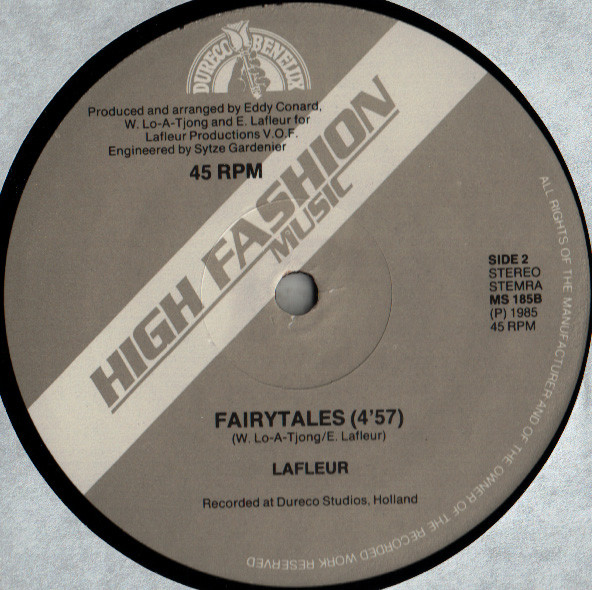 DURECO BENELUX
Produced and arranged by Eddy Conard,
W. Lo-A-Tjong and E. Lafleur for
Lafleur Productions V.O.F.
Engineered by Sytze Gardenier
45 RPM
HIGH FASHION
MUSIC
SIDE 2
STEREO
STEMRA
MS 185B
(P) 1985
45 RPM
FAIRYTALES (4'57)
(W. Lo-A-Tjong/E. Lafleur)
LAFLEUR
Recorded at Dureco Studios, Holland
ALL RIGHTS OF THE MANUFACTURER AND OF THE OWNER OF THE RECORDED WORK RESERVED